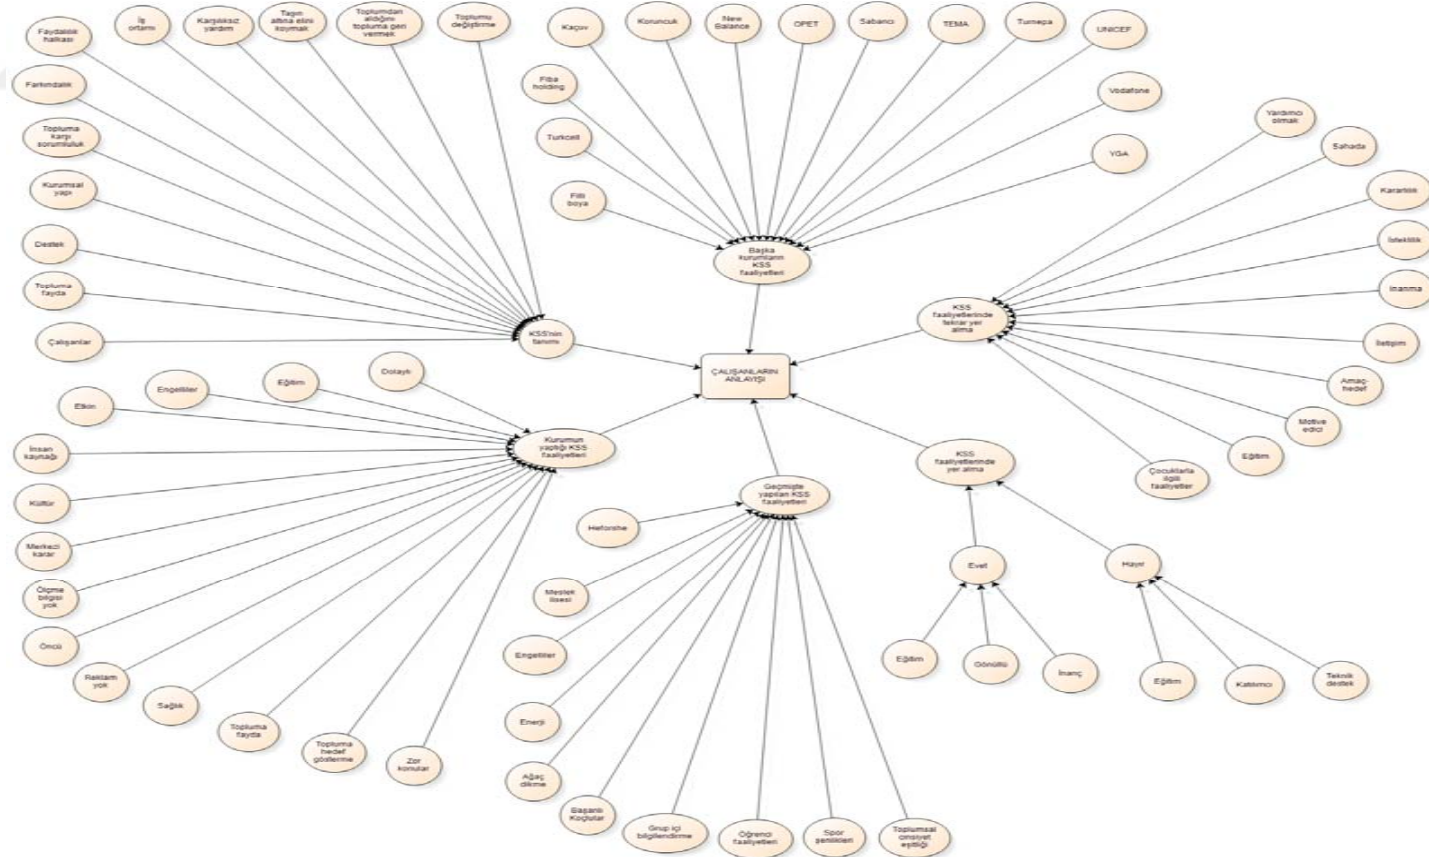 Faydalılık
halkası
İş
ortamı
Karşılıksız
yardım
Taşın
altına elini
koymak
Toplumdan
aldığını
topluma geri
vermek
Toplumu
değiştirme
Farkındalık
Topluma
karşı
sorumluluk
Kurumsal
yapı
Destek
Topluma
fayda
Çalışanlar
KSS'nin
tanımı
Kaçuv
Koruncuk
New
Balance
OPET
Sabancı
TEMA
Turmepa
UNICEF
Fiba
holding
Turkcell
Filli
boya
Vodafone
YGA
Başka
kurumların
KSS
faaliyetleri
Yardımcı
olmak
Sahada
Kararlılık
İsteklilik
İnanma
İletişim
Amaç-
hedef
Motive
edici
Eğitim
Çocuklarla
ilgili
faaliyetler
KSS
faaliyetlerinde
tekrar yer
alma
ÇALIŞANLARIN
ANLAYIŞI
Dolaylı
Eğitim
Engelliler
Etkin
İnsan
kaynağı
Kültür
Merkezi
karar
Ölçme
bilgisi
yok
Öncü
Reklam
yok
Sağlık
Topluma
fayda
Topluma
hedef
gösterme
Zor
konular
Kurumun
yaptığı KSS
faaliyetleri
Geçmişte
yapılan KSS
faaliyetleri
Heforshe
Meslek
lisesi
Engelliler
Enerji
Ağaç
dikme
Başarılı
Koçlular
Grup içi
bilgilendirme
Öğrenci
faaliyetleri
Spor
şenlikleri
Toplumsal
cinsiyet
eşitliği
KSS
faaliyetlerinde
yer alma
Evet
Hayır
Eğitim
Gönüllü
İnanç
Eğitim
Katılımcı
Teknik
destek